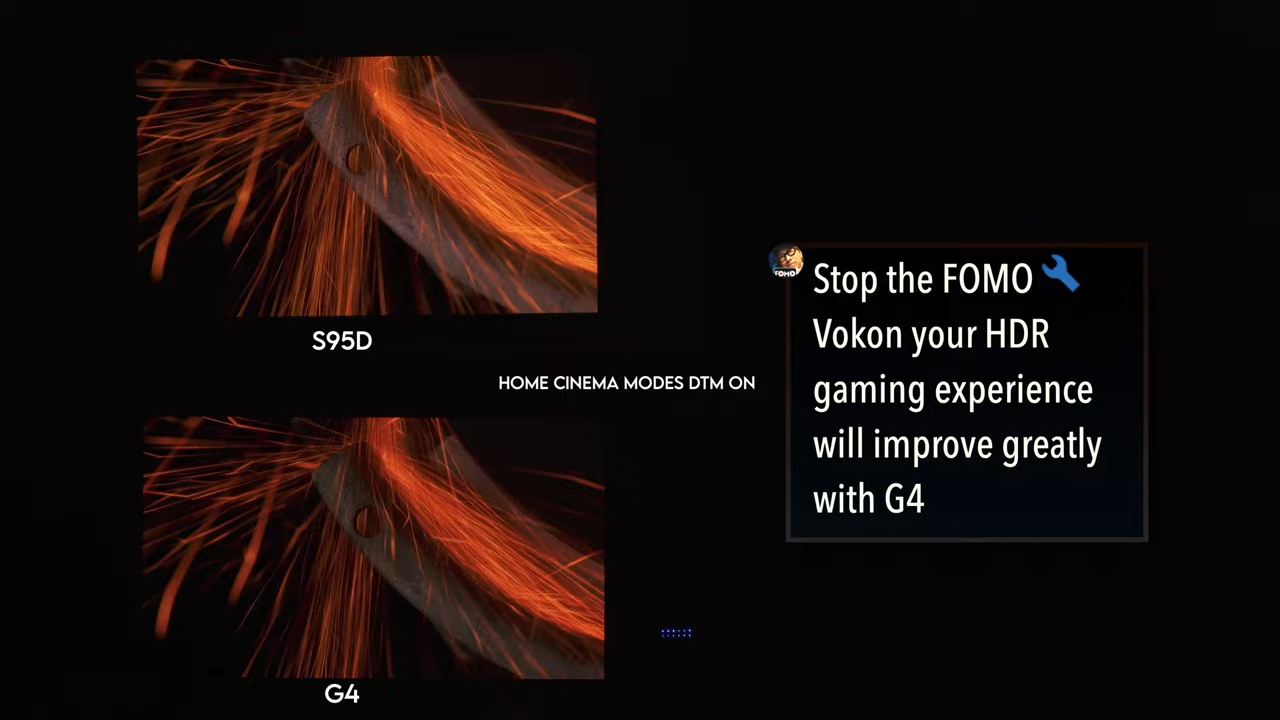 S95D
HOME CINEMA MODES DTM ON
G4
FOMO
Stop the FOMO
Vokon your HDR
gaming experience
will improve greatly
with G4